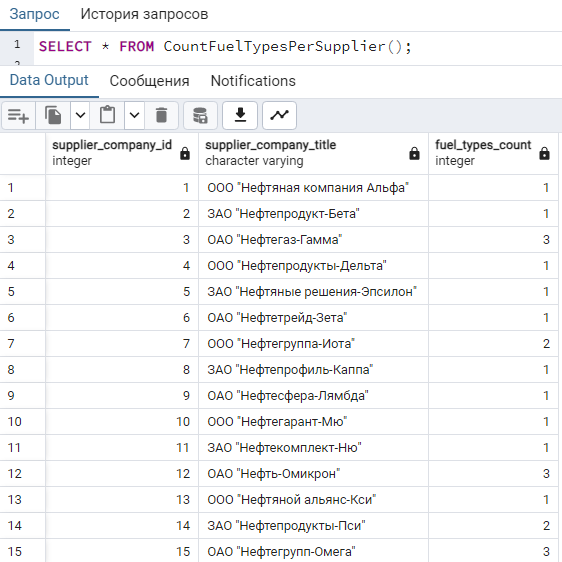 Запрос История запросов
1 SELECT * FROM CountFuelTypesPerSupplier();
Data Output Сообщения Notifications
supplier_company_id supplier_company_title fuel_types_count
integer character varying integer
1 1 ООО "Нефтяная компания Альфа" 1
2 2 ЗАО "Нефтепродукт-Бета" 1
3 3 ОАО "Нефтегаз-Гамма" 3
4 4 ООО "Нефтепродукты-Дельта" 1
5 5 ЗАО "Нефтяные решения-Эпсилон" 1
6 6 ОАО "Нефтетрейд-Зета" 1
7 7 ООО "Нефтегруппа-Иота" 2
8 8 ЗАО "Нефтепрофиль-Каппа" 1
9 9 ОАО "Нефтесфера-Лямбда" 1
10 10 ООО "Нефтегарант-Мю" 1
11 11 ЗАО "Нефтекомплект-Ню" 1
12 12 ОАО "Нефть-Омикрон" 3
13 13 ООО "Нефтяной альянс-Кси" 1
14 14 ЗАО "Нефтепродукты-Пси" 2
15 15 ОАО "Нефтегрупп-Омега" 3